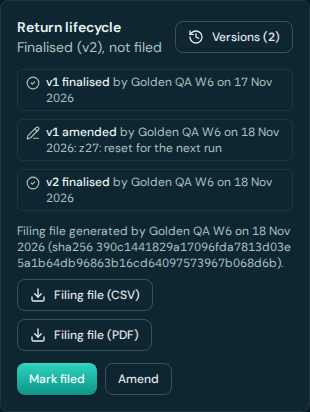 Return lifecycle
Finalised (v2), not filed
Versions (2)
v1 finalised by Golden QA W6 on 17 Nov
2026
v1 amended by Golden QA W6 on 18 Nov
2026: z27: reset for the next run
v2 finalised by Golden QA W6 on 18 Nov
2026
Filing file generated by Golden QA W6 on 18 Nov
2026 (sha256 390c1441829a17096fda7813d03e
5a1b64db96863b16cd64097573967b068d6b).
Filing file (CSV)
Filing file (PDF)
Mark filed
Amend